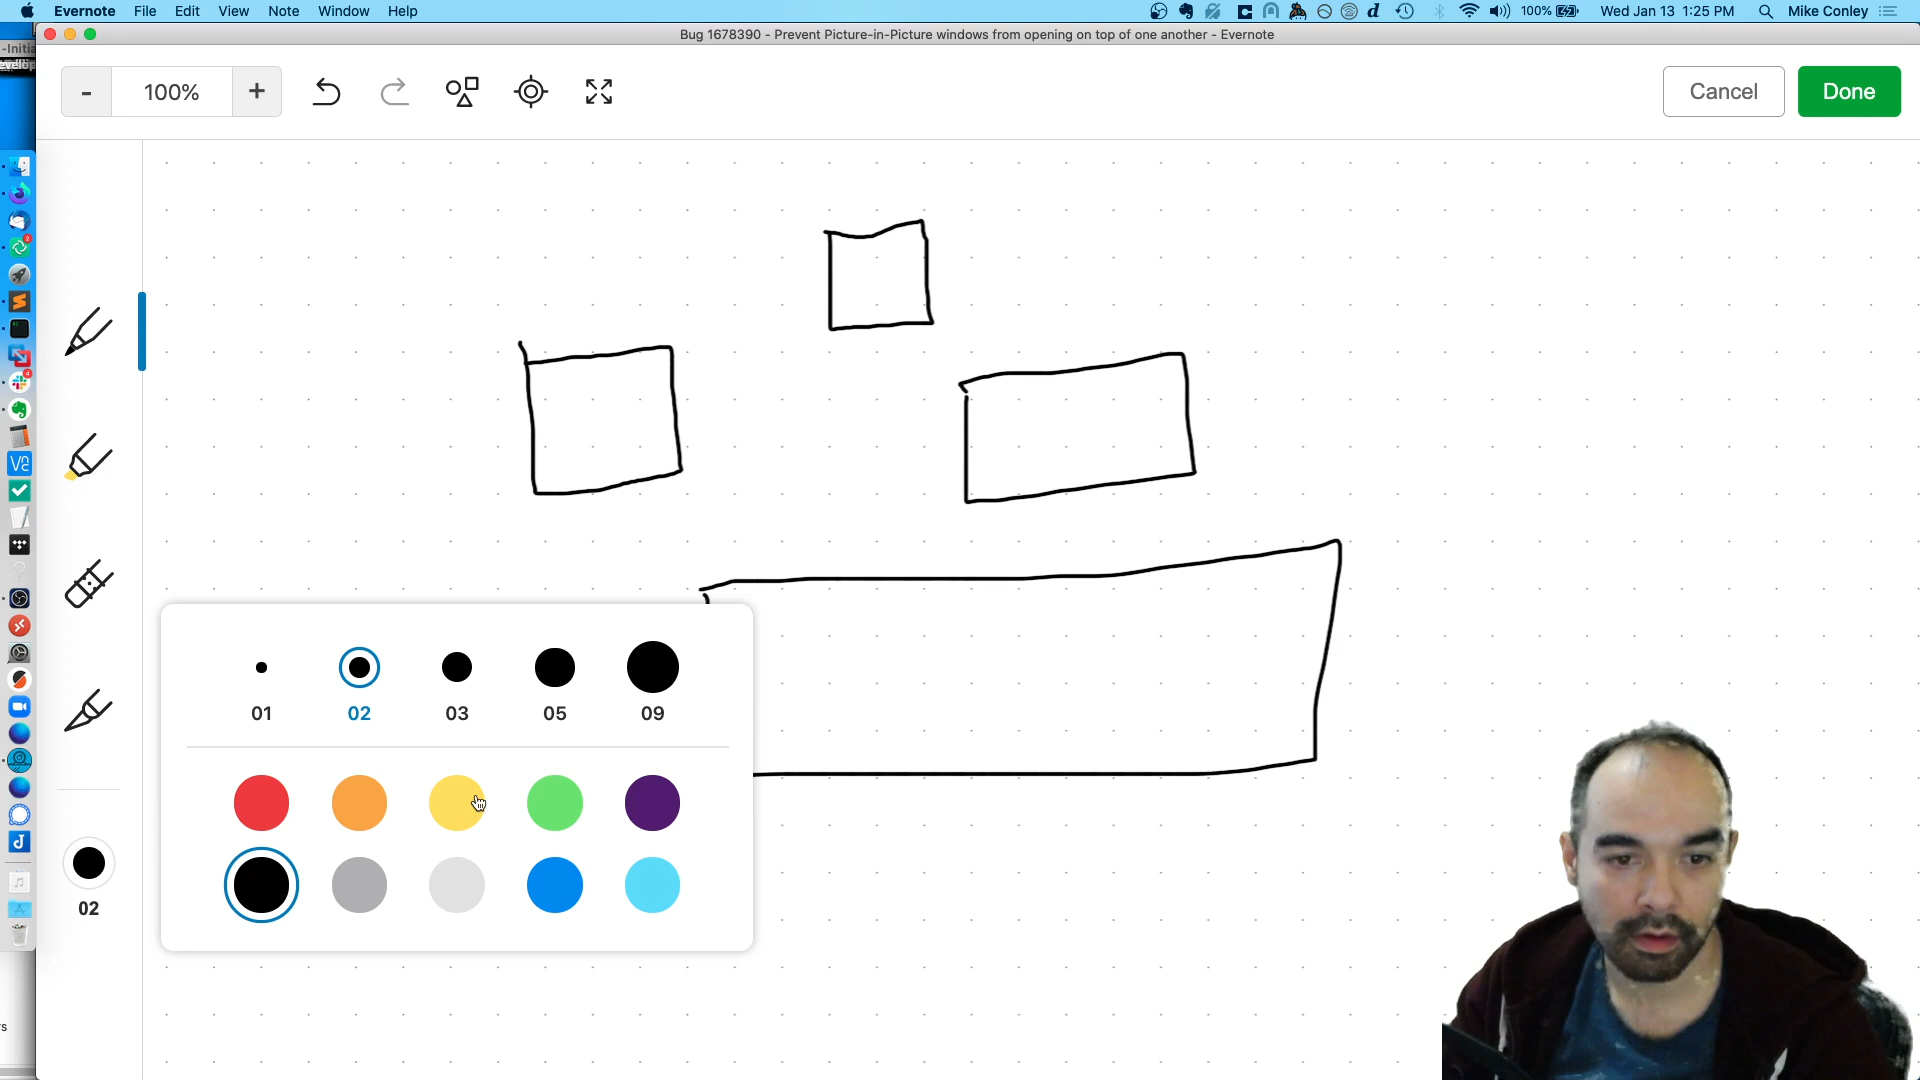 Evernote File Edit View Note Window Help
100% Wed Jan 13 1:25 PM Mike Conley
Bug 1678390 - Prevent Picture-in-Picture windows from opening on top of one another - Evernote
- 100% +
Cancel
Done
-Initia
01 02 03 05 09
02